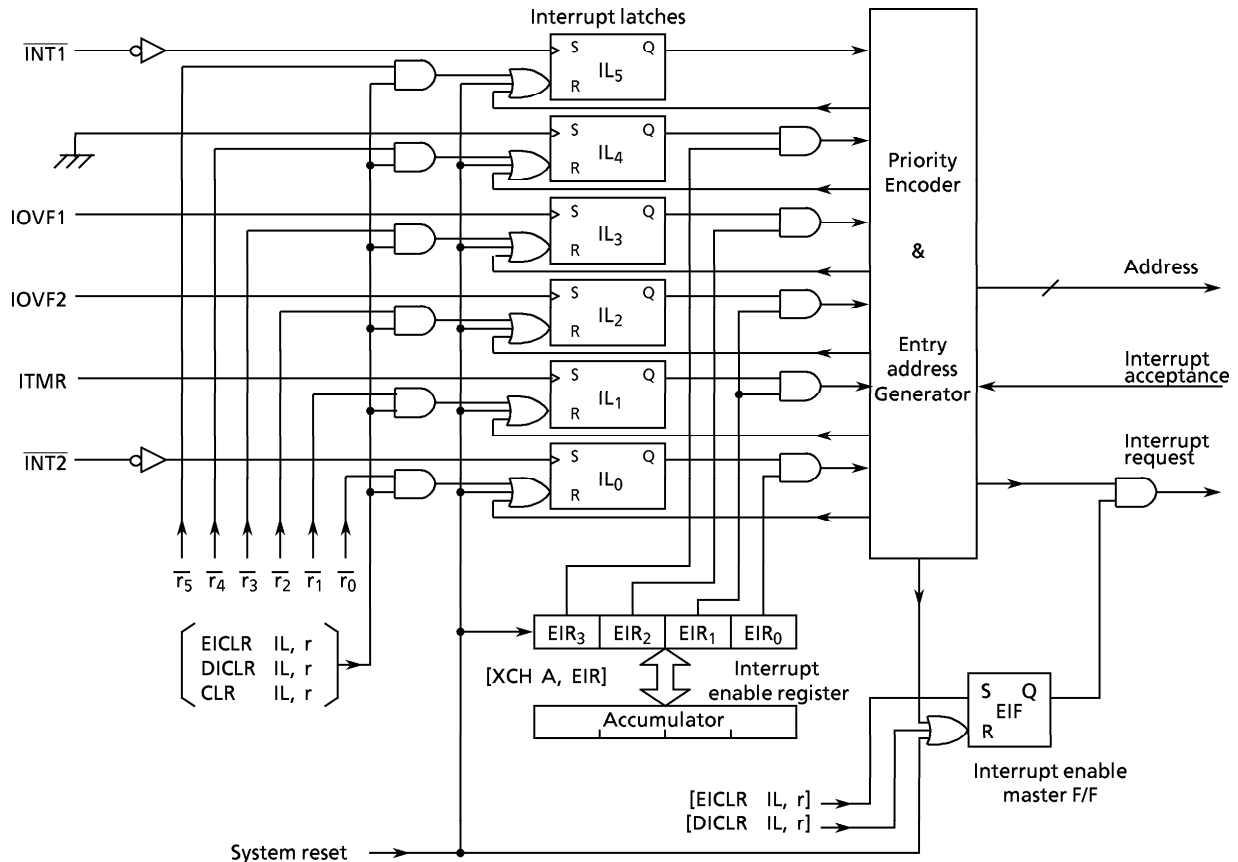 Interrupt latches
INT1
S Q
IL5
R
S Q
IL4
R
Priority
Encoder
IOVF1
S Q
IL3
R
&
Address
IOVF2
S Q
IL2
R
Entry
address
Generator
Interrupt
acceptance
ITMR
S Q
IL1
R
INT2
S Q
IL0
R
Interrupt
request
r5 r4 r3 r2 r1 r0
EICLR IL, r
DICLR IL, r
CLR IL, r
EIR3 EIR2 EIR1 EIR0
[XCH A, EIR]
Interrupt
enable register
Accumulator
S Q
EIF
R
Interrupt enable
master F/F
[EICLR IL, r]
[DICLR IL, r]
System reset